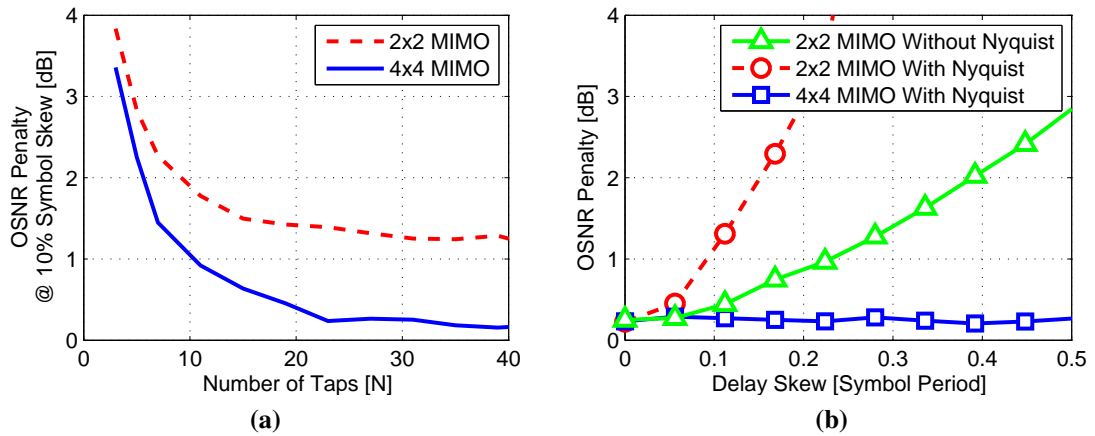 OSNR Penalty
@ 10% Symbol Skew [dB]
4
3
2
1
0
0
10
20
30
40
Number of Taps [N]
2x2 MIMO
4x4 MIMO
(a)
OSNR Penalty [dB]
4
3
2
1
0
0
0.1
0.2
0.3
0.4
0.5
Delay Skew [Symbol Period]
2x2 MIMO Without Nyquist
2x2 MIMO With Nyquist
4x4 MIMO With Nyquist
(b)